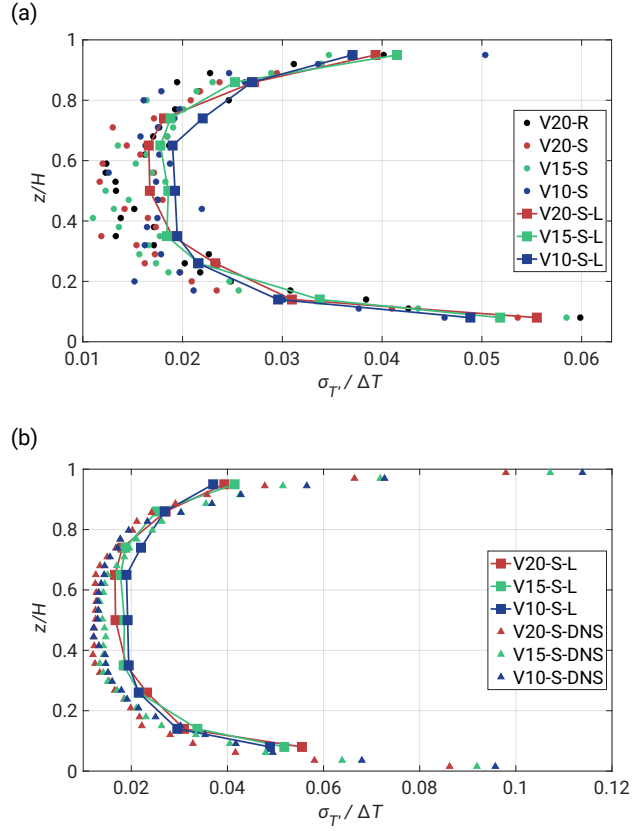 (a)
1
0.8
0.6
0.4
0.2
0
z/H
V20-R
V20-S
V15-S
V10-S
V20-S-L
V15-S-L
V10-S-L
0.01 0.02 0.03 0.04 0.05 0.06
σT' / ΔT
(b)
1
0.8
0.6
0.4
0.2
0
z/H
V20-S-L
V15-S-L
V10-S-L
V20-S-DNS
V15-S-DNS
V10-S-DNS
0.02 0.04 0.06 0.08 0.1 0.12
σT' / ΔT